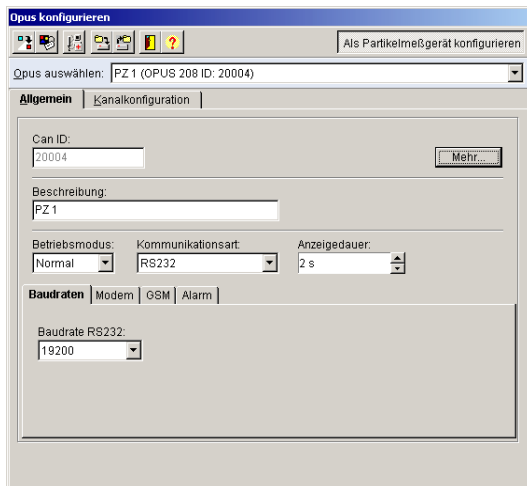 Opus konfigurieren
Als Partikelmeßgerät konfigurieren
Opus auswählen: PZ 1 (OPUS 208 ID: 20004)
Allgemein Kanalkonfiguration
Can ID:
20004
Mehr...
Beschreibung:
PZ 1
Betriebsmodus: Kommunikationsart: Anzeigedauer:
Normal RS232 2 s
Baudraten Modem GSM Alarm
Baudrate RS232:
19200